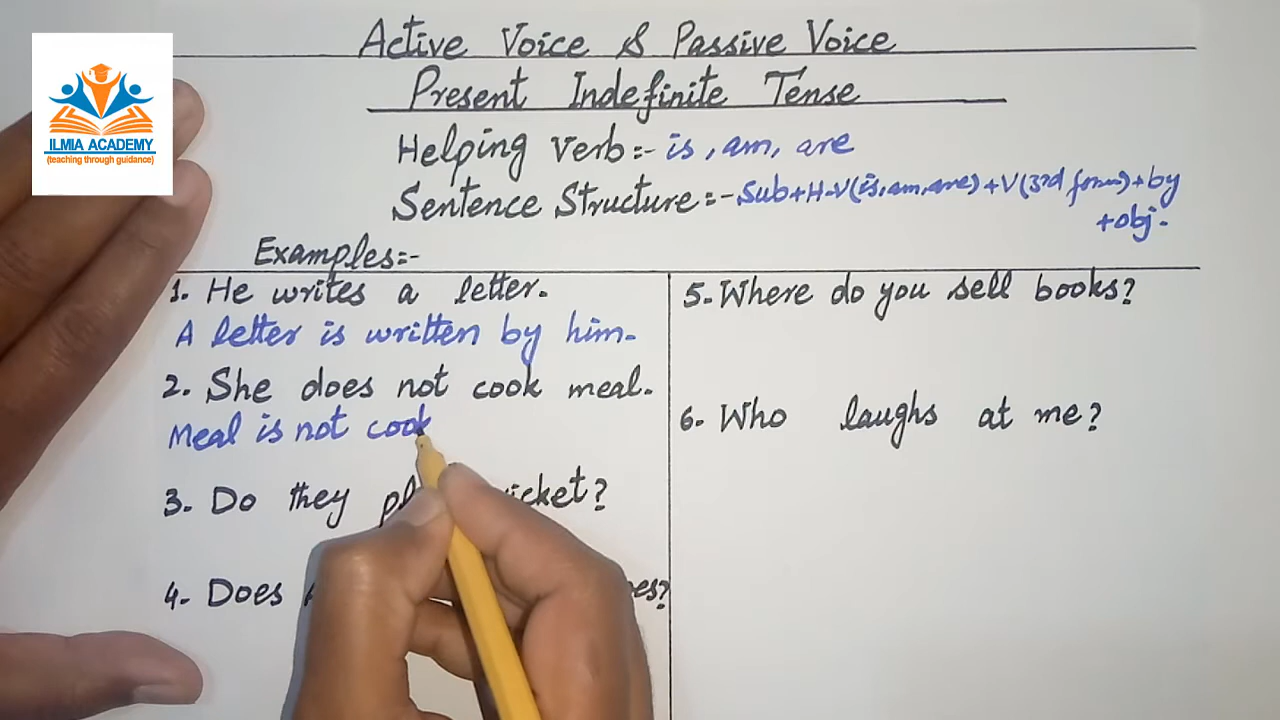 Active Voice & Passive Voice
Present Indefinite Tense
ILMIA ACADEMY
(teaching through guidance)
Helping Verb:- is, am, are
Sentence Structure:- Sub+H-V(is,am,are)+V(3rd form)+by
+obj.
Examples:-
1. He writes a letter.
A letter is written by him.
2. She does not cook meal.
Meal is not cook
3. Do they
4. Does
5. Where do you sell books?
6. Who laughs at me?